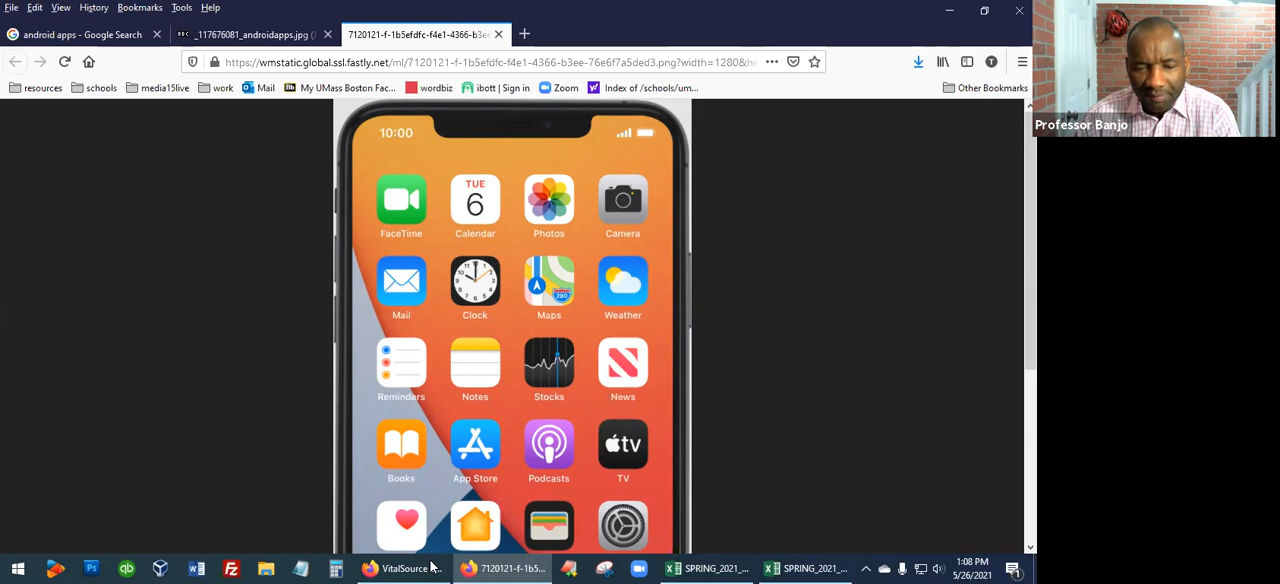 File Edit View History Bookmarks Tools Help
android apps - Google Search
_117676081_androidapps.jpg (
7120121-f-1b5efdfc-f4e1-4366-b3
https://wmstatic.global.ssl.fastly.net/ml/7120121-f-1b5efdfc-f4e1-4366-b3ee-76e6f7a5ded3.png?width=1280&he
resources schools media15live work Mail My UMass Boston Fac... wordbiz ibott | Sign in Zoom Index of /schools/um... Other Bookmarks
Professor Banjo
10:00
TUE
6
FaceTime Calendar Photos Camera
280
Mail Clock Maps Weather
Reminders Notes Stocks News
tv
Books App Store Podcasts TV
VitalSource 7120121-f-1b5... SPRING_2021_... SPRING_2021_...
1:08 PM
5/26/2021